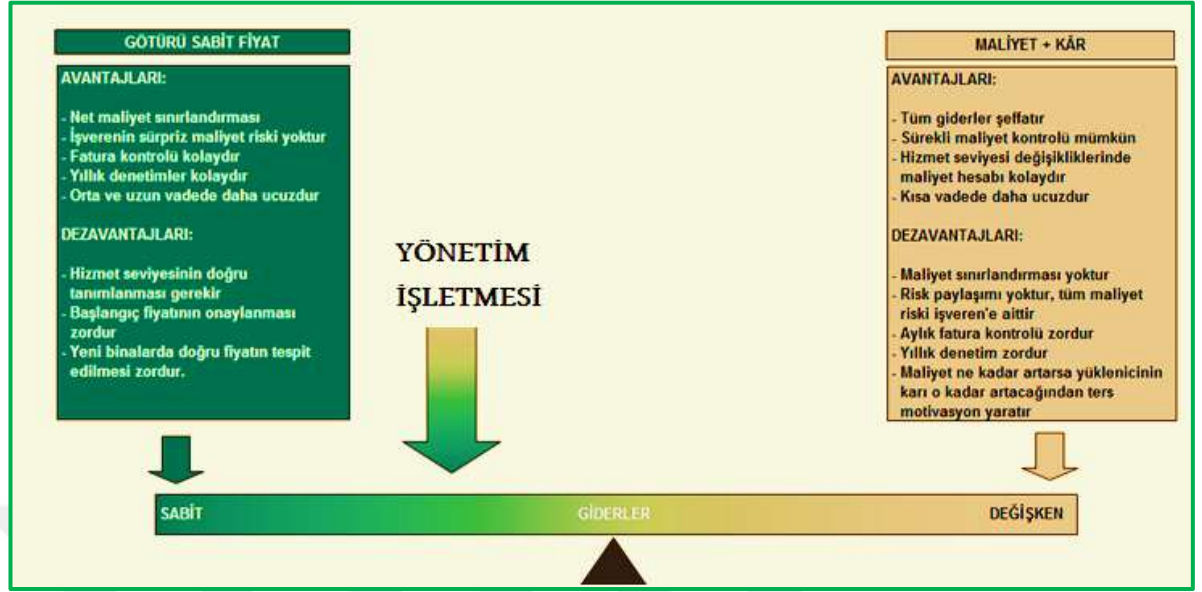 GÖTÜRÜ SABİT FİYAT
AVANTAJLARI:
- Net maliyet sınırlandırması
- İşverenin sürpriz maliyet riski yoktur
- Fatura kontrolü kolaydır
- Yıllık denetimler kolaydır
- Orta ve uzun vadede daha ucuzdur
DEZAVANTAJLARI:
- Hizmet seviyesinin doğru
tanımlanması gerekir
- Başlangıç fiyatının onaylanması
zordur
- Yeni binalarda doğru fiyatın tespit
edilmesi zordur.
YÖNETİM
İŞLETMESİ
MALİYET + KÂR
AVANTAJLARI:
- Tüm giderler şeffatır
- Sürekli maliyet kontrolü mümkün
- Hizmet seviyesi değişikliklerinde
maliyet hesabı kolaydır
- Kısa vadede daha ucuzdur
DEZAVANTAJLARI:
- Maliyet sınırlandırması yoktur
- Risk paylaşımı yoktur, tüm maliyet
riski işveren'e aittir
- Aylık fatura kontrolü zordur
- Yıllık denetim zordur
- Maliyet ne kadar artarsa yüklenicinin
karı o kadar artacağından ters
motivasyon yaratır
SABİT
GİDERLER
DEĞİŞKEN